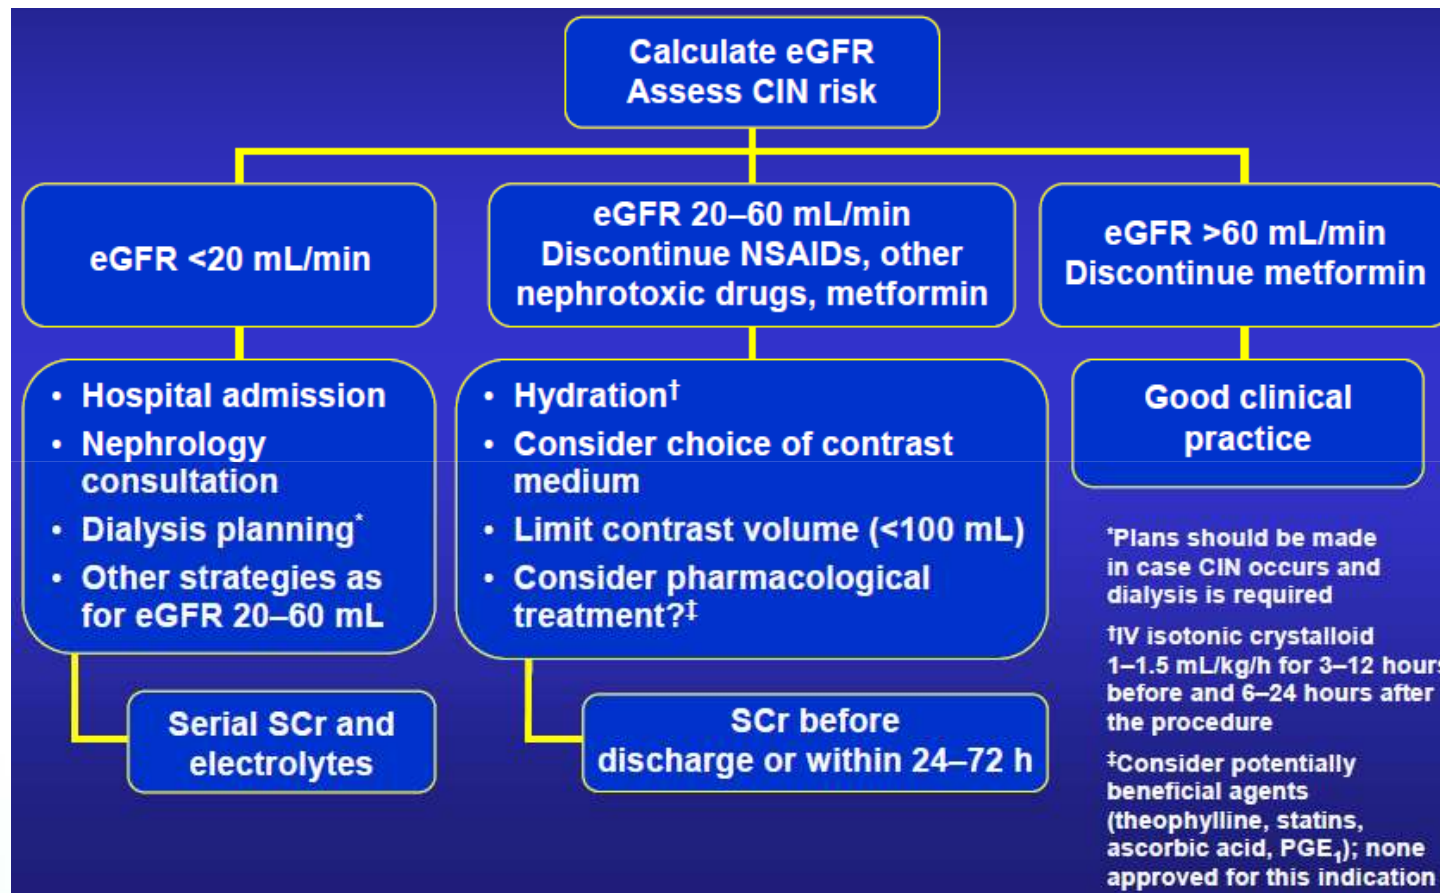 Calculate eGFR
Assess CIN risk
eGFR <20 mL/min
eGFR 20–60 mL/min
Discontinue NSAIDs, other
nephrotoxic drugs, metformin
eGFR >60 mL/min
Discontinue metformin
• Hospital admission
• Nephrology
consultation
• Dialysis planning*
• Other strategies as
for eGFR 20–60 mL
• Hydration†
• Consider choice of contrast
medium
• Limit contrast volume (<100 mL)
• Consider pharmacological
treatment?‡
Good clinical
practice
Serial SCr and
electrolytes
SCr before
discharge or within 24–72 h
*Plans should be made
in case CIN occurs and
dialysis is required
†IV isotonic crystalloid
1–1.5 mL/kg/h for 3–12 hours
before and 6–24 hours after
the procedure
‡Consider potentially
beneficial agents
(theophylline, statins,
ascorbic acid, PGE₁); none
approved for this indication